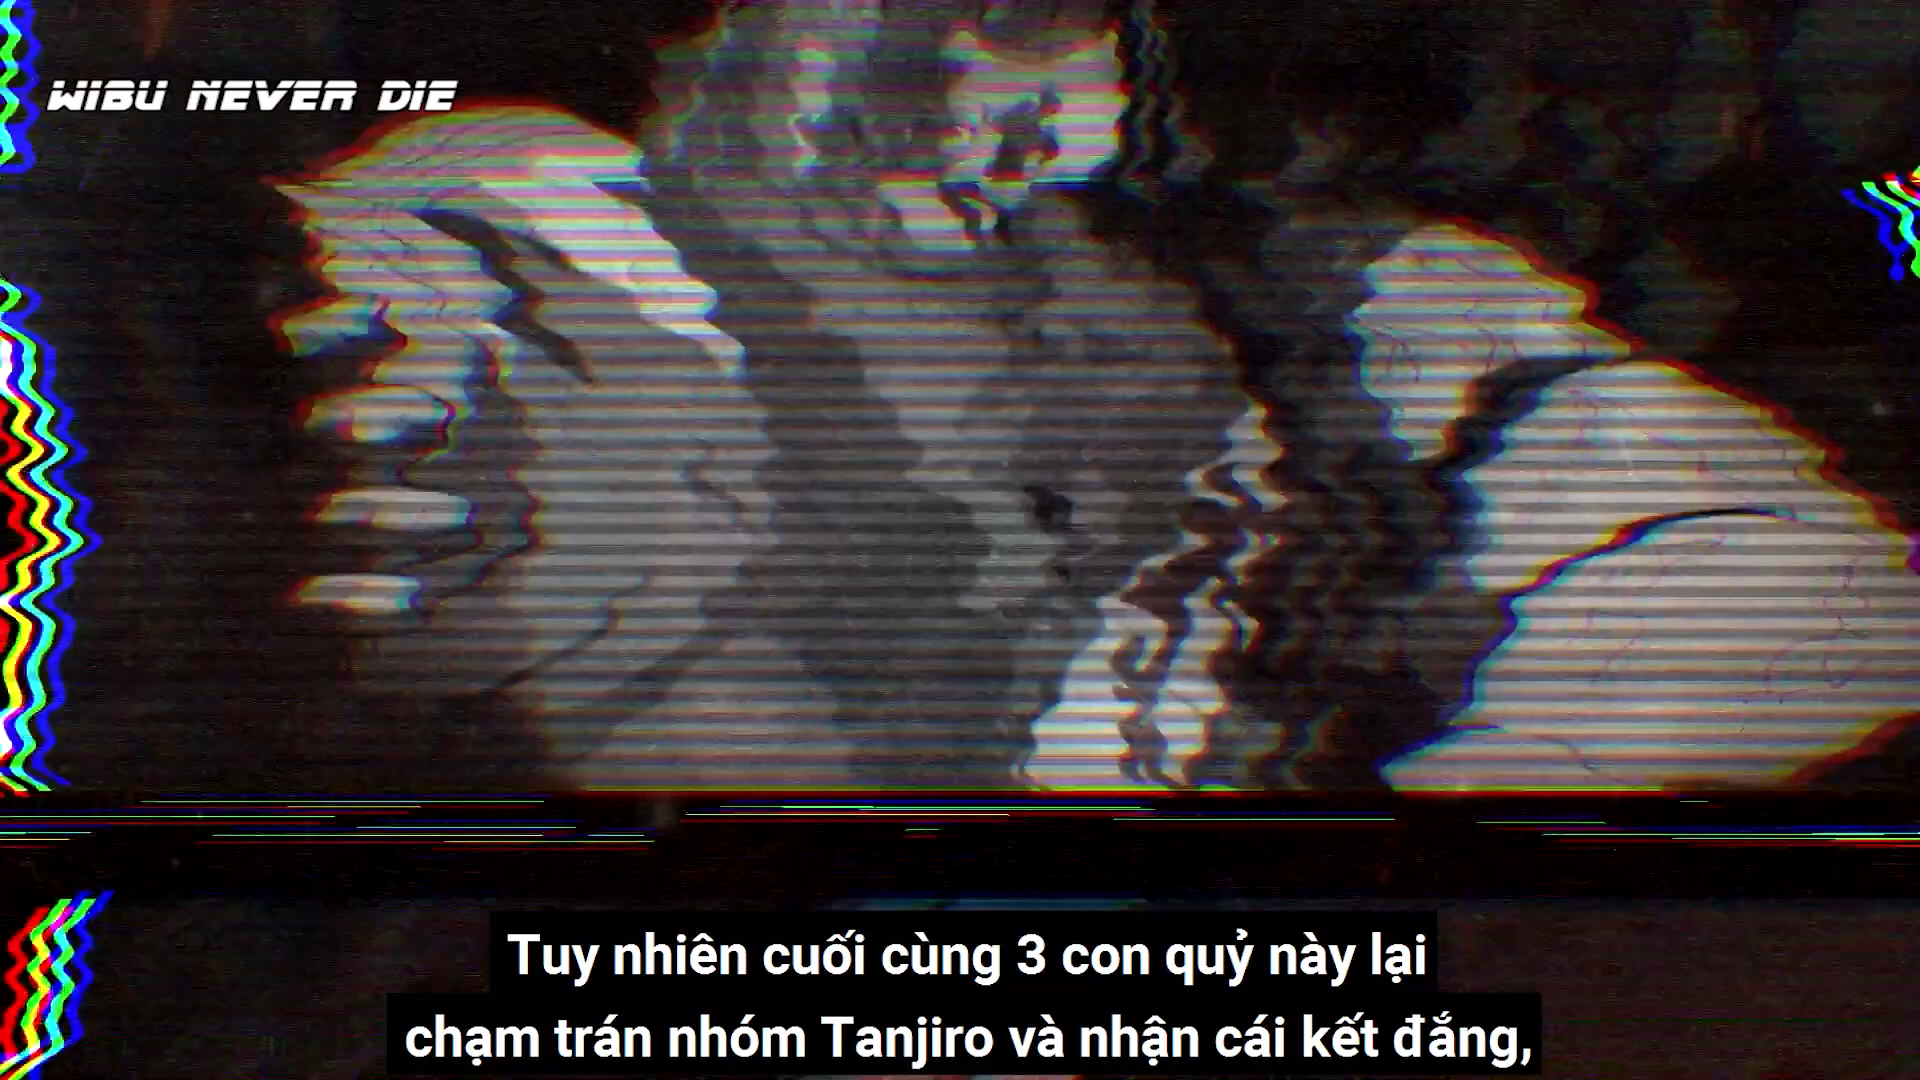 WIBU NEVER DIE
Tuy nhiên cuối cùng 3 con quỷ này lại
chạm trán nhóm Tanjiro và nhận cái kết đắng,